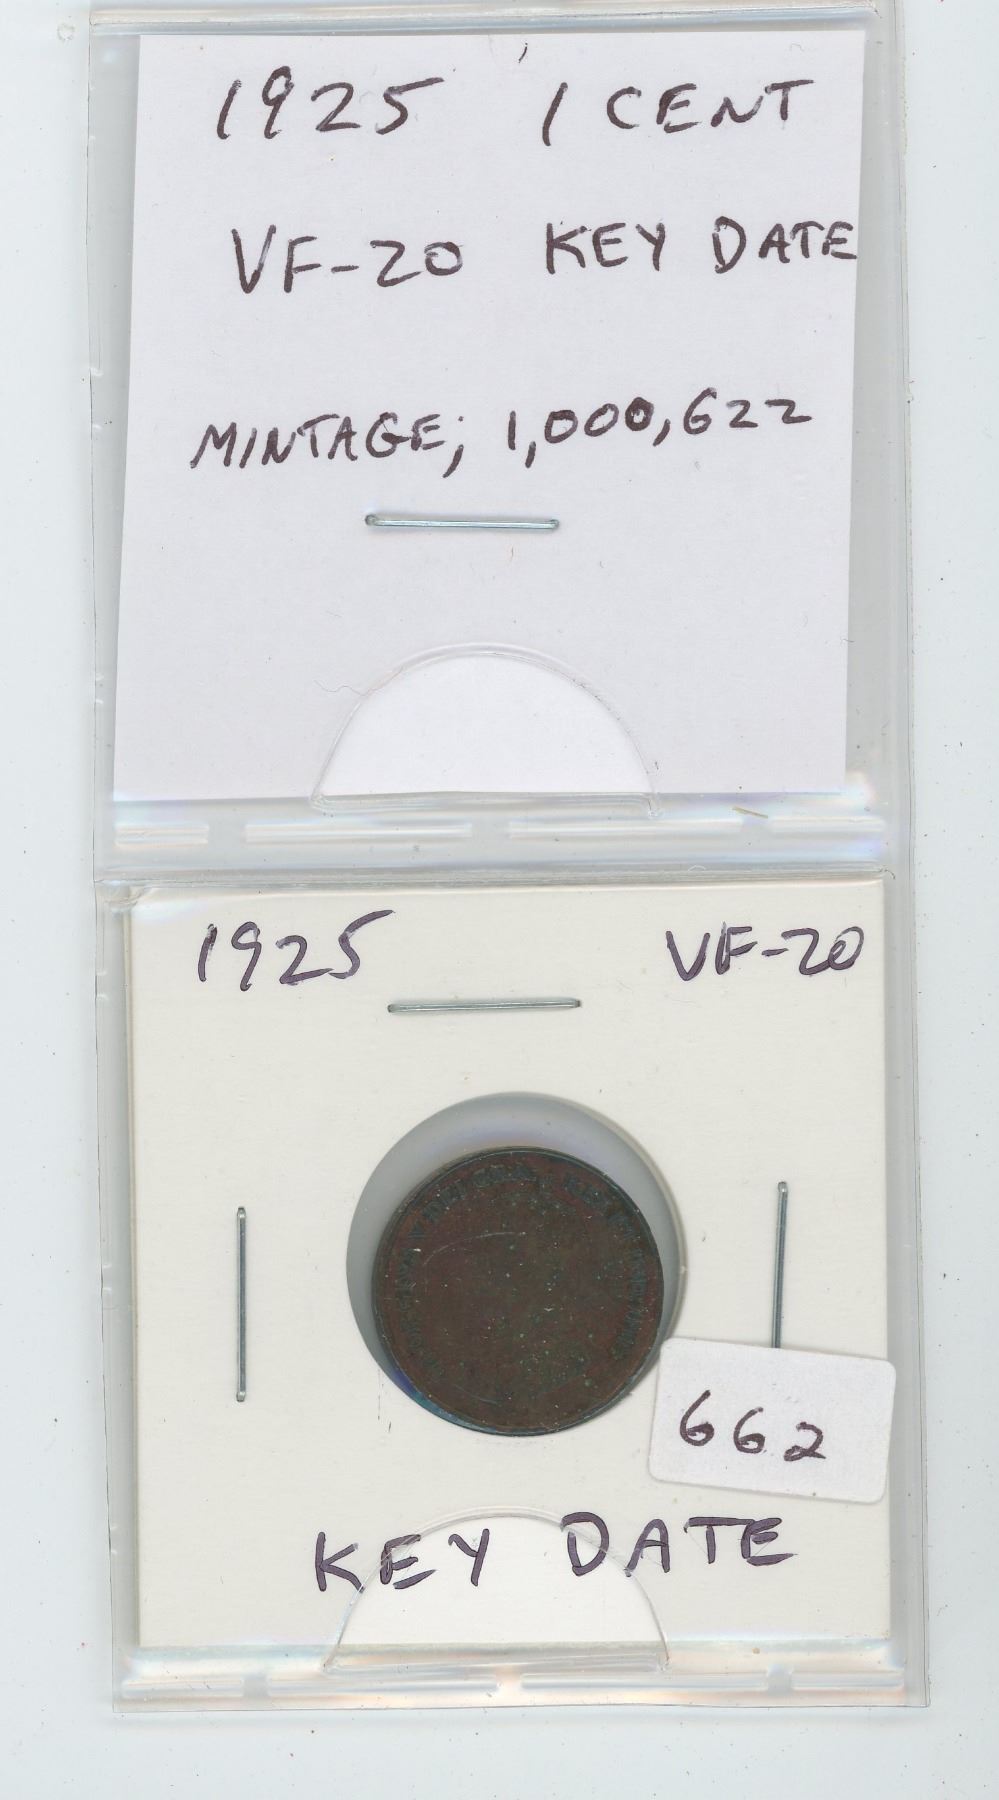 1925 1 CENT
VF-20 KEY DATE
MINTAGE; 1,000,622
1925 VF-20
662
KEY DATE